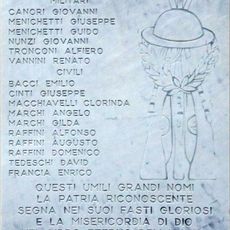 MILITARI
CANORI GIOVANNI
MENICHETTI GIUSEPPE
MENICHETTI GUIDO
NUNZI GIOVANNI
TRONCONI ALFIERO
VANNINI RENATO
CIVILI
BACCI EMILIO
CINTI GIUSEPPE
MACCHIAVELLI CLORINDA
MARCHI ANGELO
MARCHI GILDA
RAFFINI ALFONSO
RAFFINI AUGUSTO
RAFFINI DOMENICO
TEDESCHI DAVID
FRANCIA ENRICO
QUESTI UMILI GRANDI NOMI
LA PATRIA RICONOSCENTE
SEGNA NEI SUOI FASTI GLORIOSI
E LA MISERICORDIA DI DIO